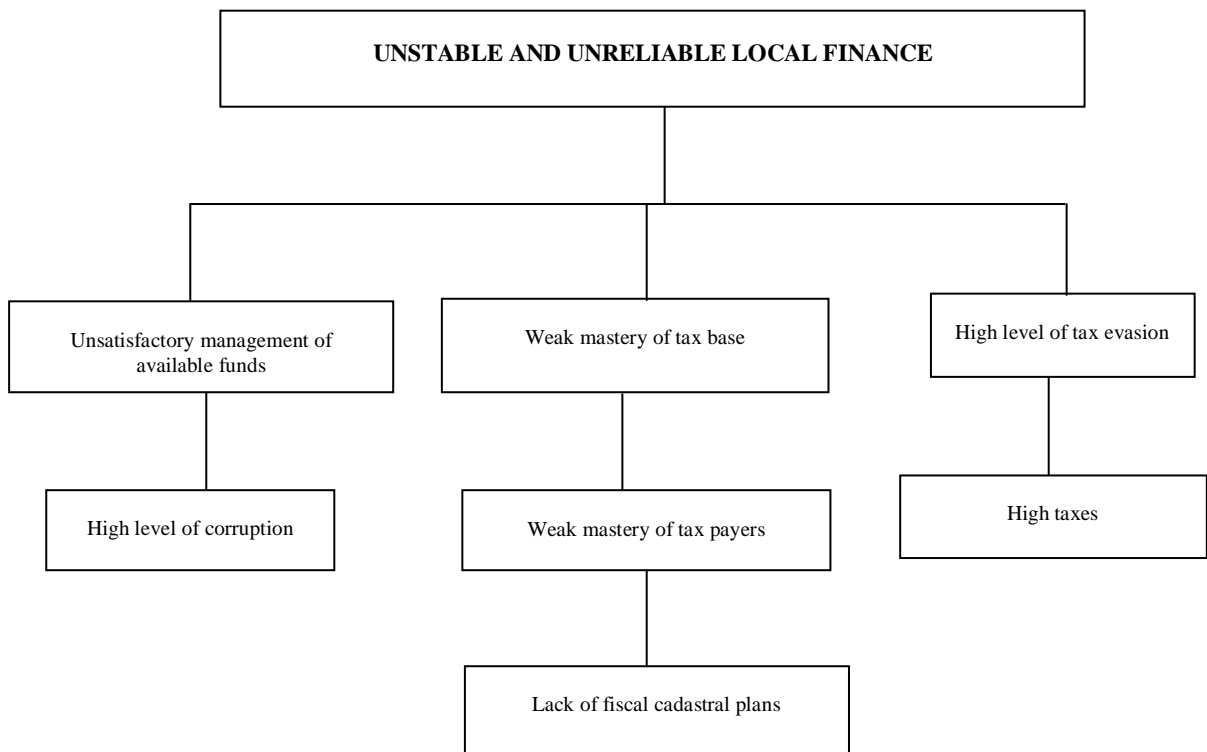 UNSTABLE AND UNRELIABLE LOCAL FINANCE
Unsatisfactory management of
available funds
Weak mastery of tax base
High level of tax evasion
High level of corruption
Weak mastery of tax payers
High taxes
Lack of fiscal cadastral plans